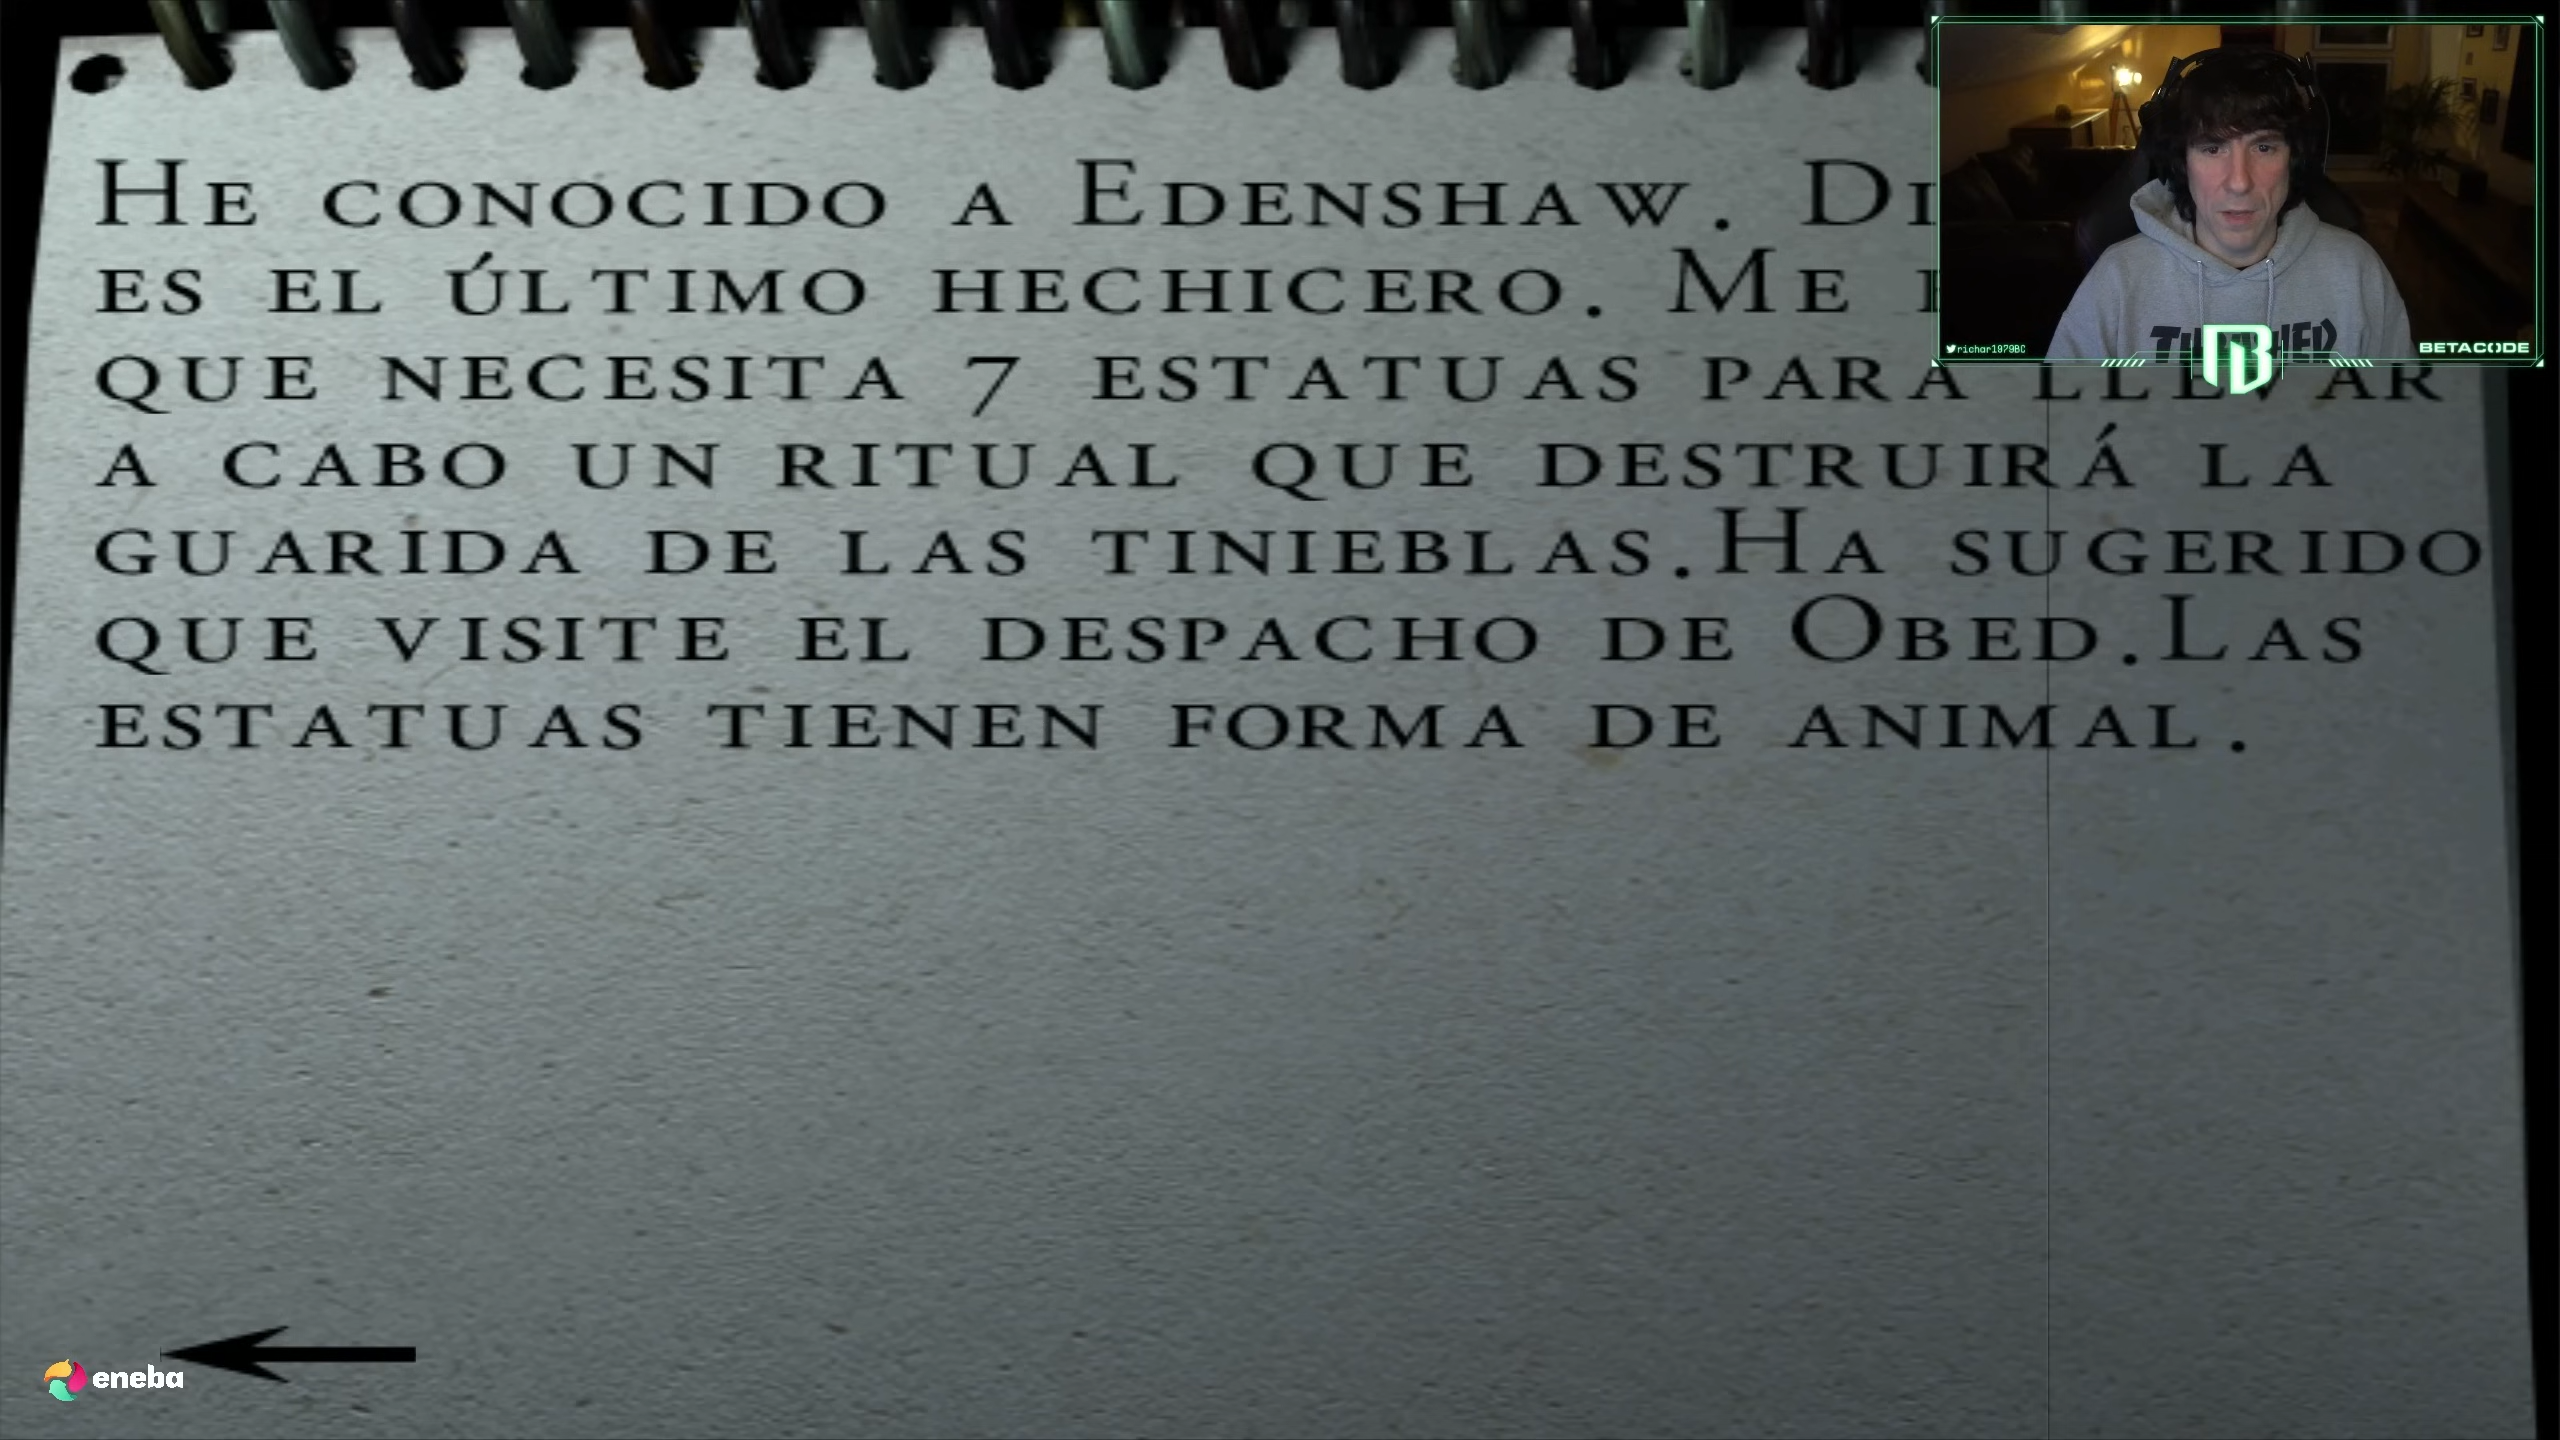 He conocido a Edenshaw.
es el último hechicero. Me
que necesita 7 estatuas para llevar
a cabo un ritual que destruirá la
guarida de las tinieblas.Ha sugerido
que visite el despacho de Obed.Las
estatuas tienen forma de animal.
richar1979BC
BETACODE
eneba